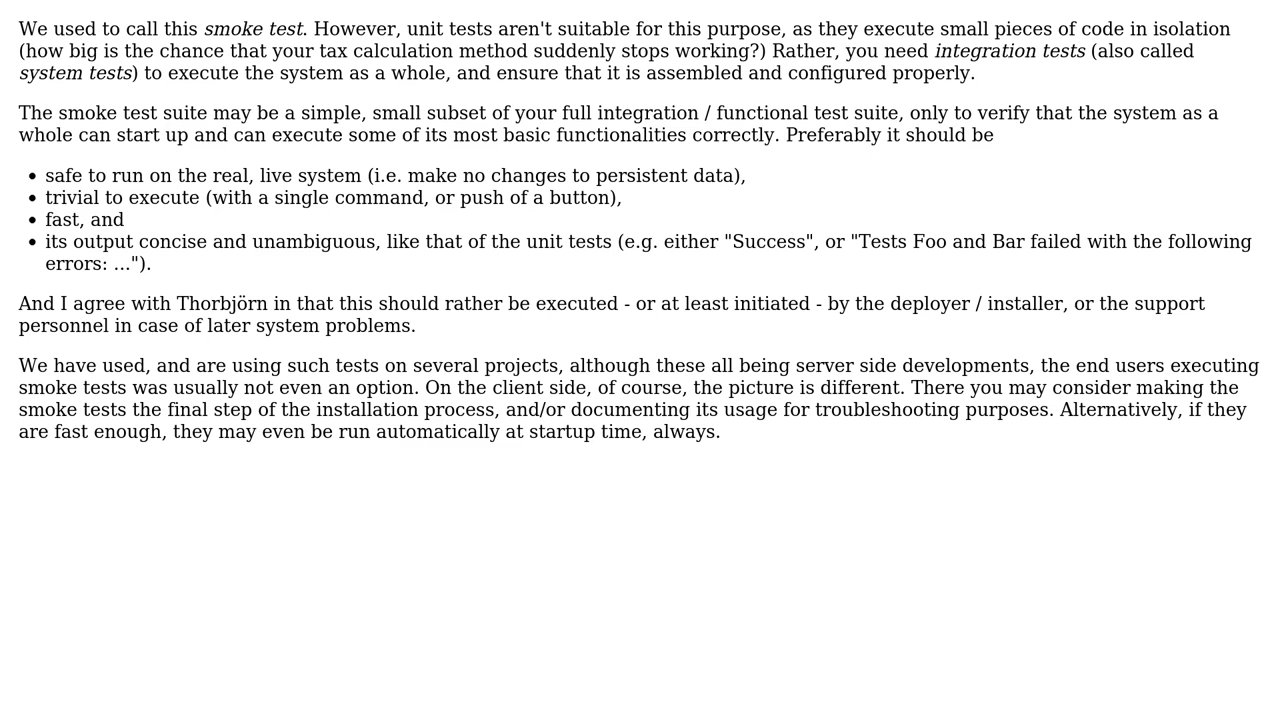 We used to call this smoke test. However, unit tests aren't suitable for this purpose, as they execute small pieces of code in isolation
(how big is the chance that your tax calculation method suddenly stops working?) Rather, you need integration tests (also called
system tests) to execute the system as a whole, and ensure that it is assembled and configured properly.
The smoke test suite may be a simple, small subset of your full integration / functional test suite, only to verify that the system as a
whole can start up and can execute some of its most basic functionalities correctly. Preferably it should be
• safe to run on the real, live system (i.e. make no changes to persistent data),
• trivial to execute (with a single command, or push of a button),
• fast, and
• its output concise and unambiguous, like that of the unit tests (e.g. either "Success", or "Tests Foo and Bar failed with the following
errors: ...").
And I agree with Thorbjörn in that this should rather be executed - or at least initiated - by the deployer / installer, or the support
personnel in case of later system problems.
We have used, and are using such tests on several projects, although these all being server side developments, the end users executing
smoke tests was usually not even an option. On the client side, of course, the picture is different. There you may consider making the
smoke tests the final step of the installation process, and/or documenting its usage for troubleshooting purposes. Alternatively, if they
are fast enough, they may even be run automatically at startup time, always.